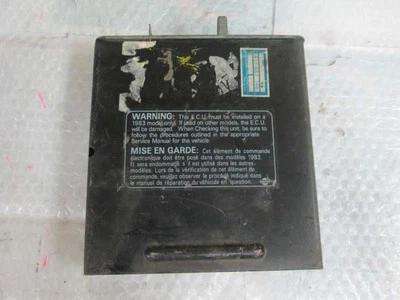 WARNING: This E.C.U. must be installed on a
1983 model only. If used on other models, the E.C.U.
will be damaged. When Checking this unit, be sure to
follow the procedures outlined in the appropriate
Service Manual for the vehicle.
MISE EN GARDE: Cet élément de commande
électronique doit être posé dans des modèles 1983.
Il sera endommagé s'il est utilisé dans les autres
modèles. Lors de la vérification de cet élément de
commande, veuillez observer le procédé indiqué dans
le manuel de réparation du véhicule en question.